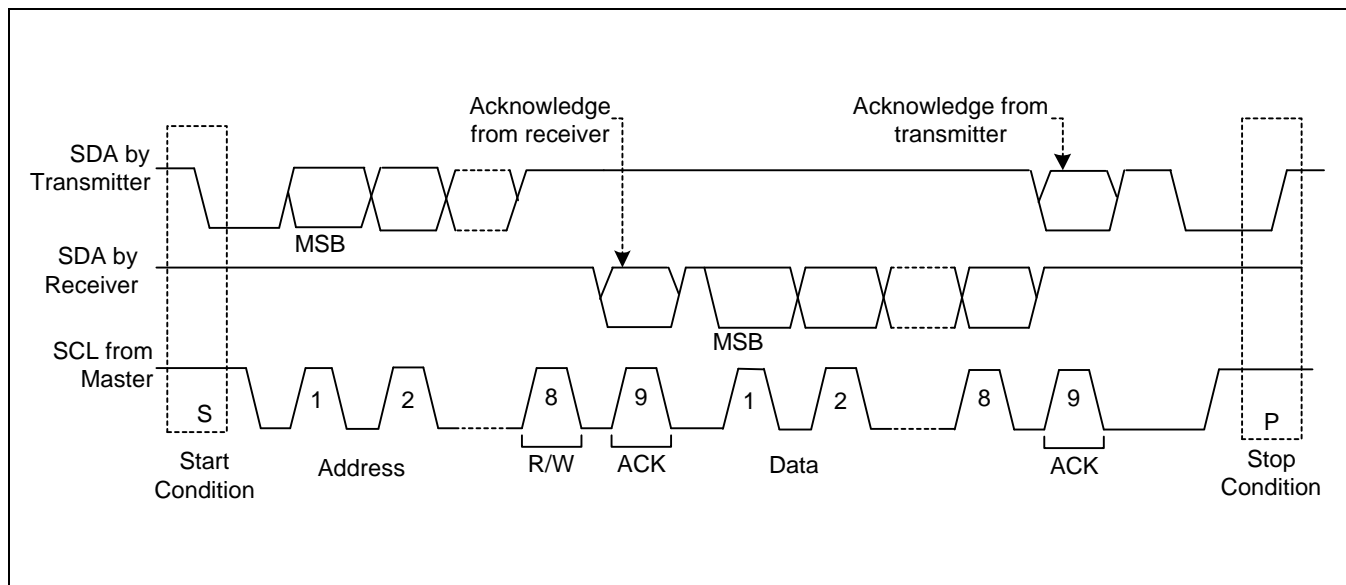 Acknowledge
from receiver
Acknowledge from
transmitter
SDA by
Transmitter
MSB
SDA by
Receiver
MSB
SCL from
Master
S
1
2
8
9
1
2
8
9
P
Start
Condition
Address
R/W
ACK
Data
ACK
Stop
Condition